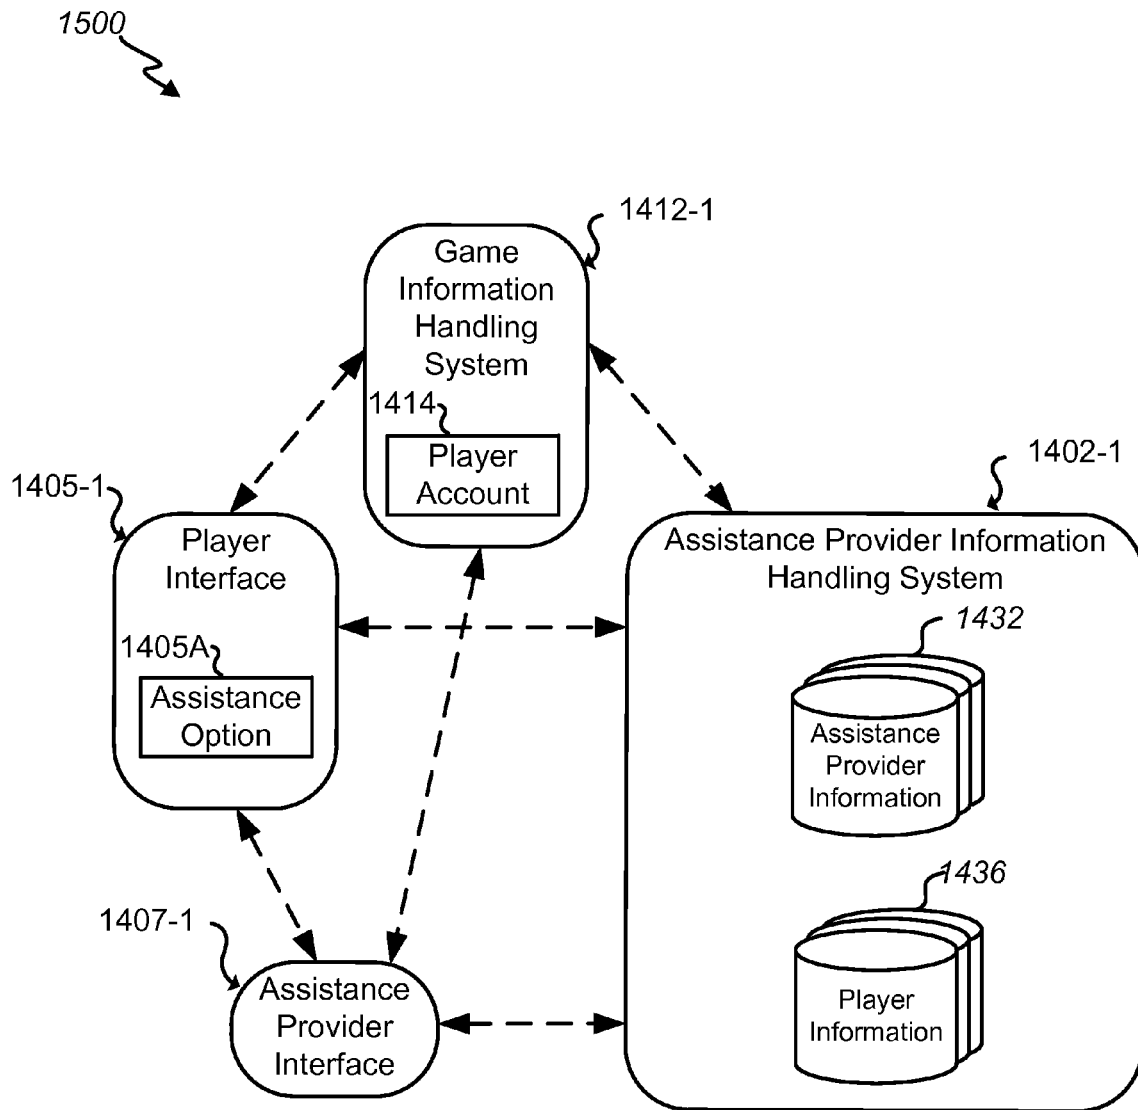 1500
1412-1
Game
Information
Handling
System
1414
Player
Account
1405-1
Player
Interface
1405A
Assistance
Option
1402-1
Assistance Provider Information
Handling System
1432
Assistance
Provider
Information
1436
Player
Information
1407-1
Assistance
Provider
Interface